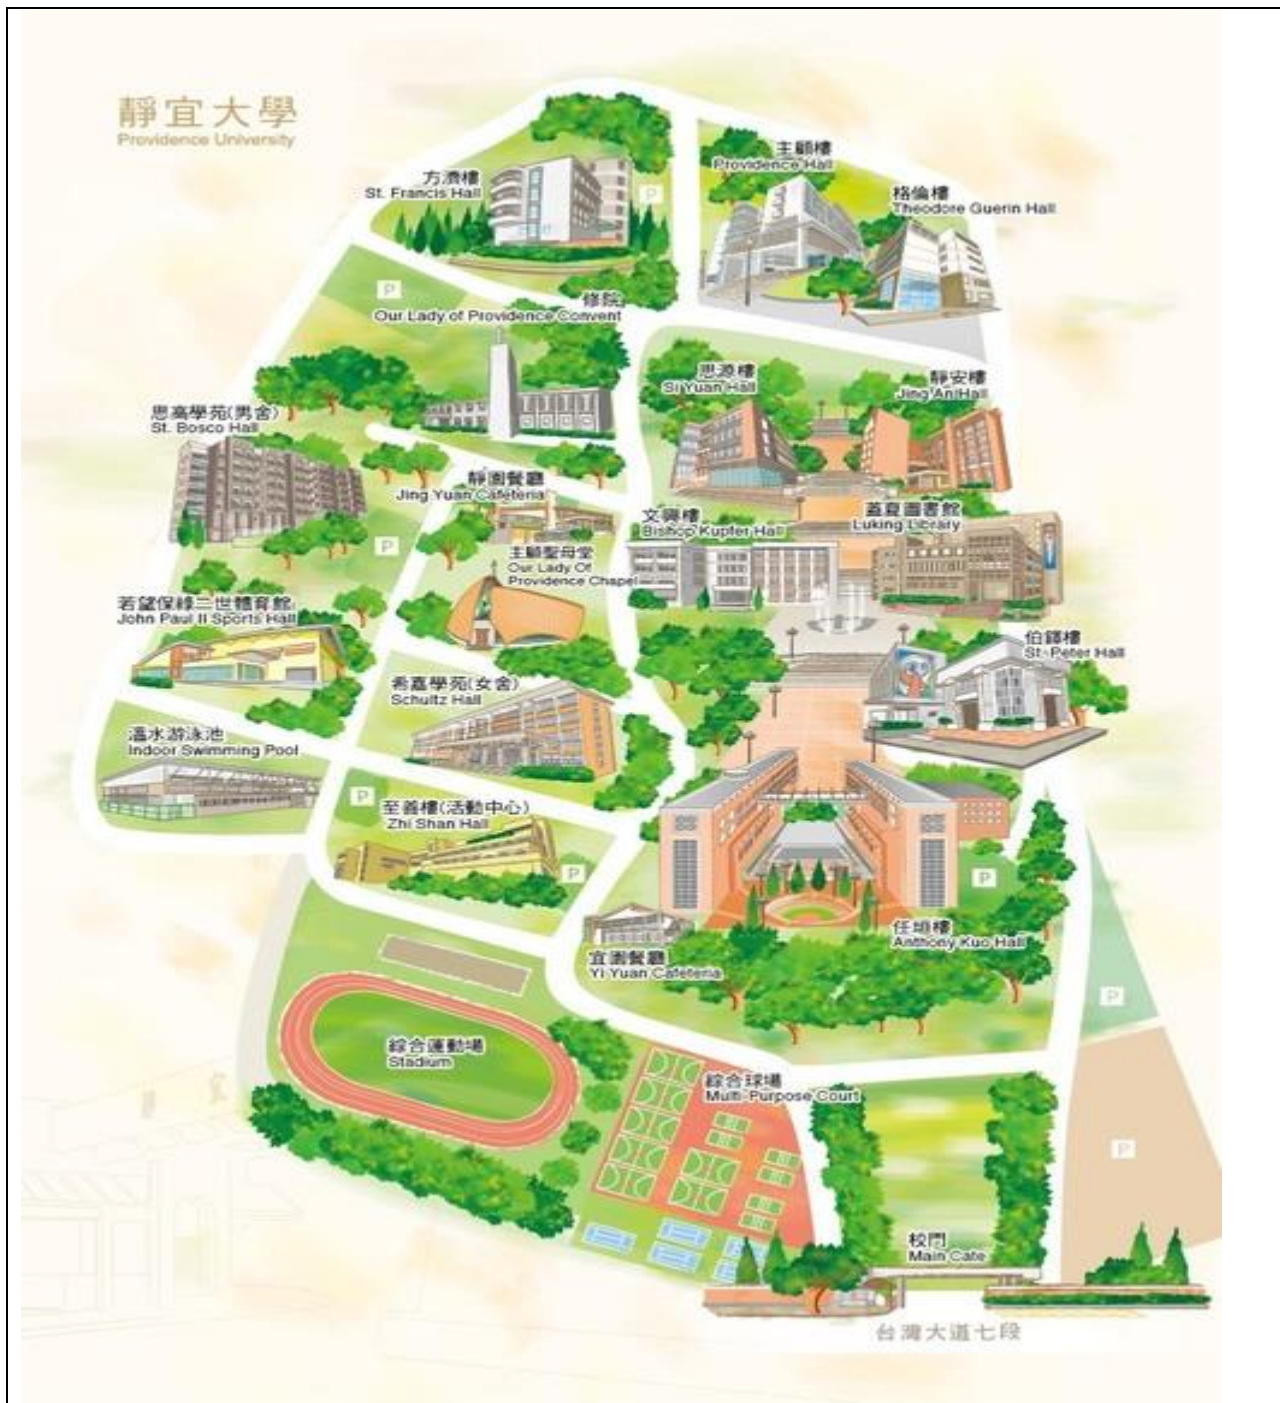 靜宜大學
Providence University
主顧樓
Providence Hall
方濟樓
St. Francis Hall
P
格倫樓
Theodore Guerin Hall
P
修院
Our Lady of Providence Convent
思源樓
Si Yuan Hall
靜安樓
Jing An Hall
思高學苑(男舍)
St. Bosco Hall
靜園餐廳
Jing Yuan Cafeteria
文興樓
Bishop Kupfer Hall
蓋夏圖書館
Luking Library
P
主顧聖母堂
Our Lady Of
Providence Chapel
若望保祿二世體育館
John Paul II Sports Hall
伯鐸樓
St. Peter Hall
希嘉學苑(女舍)
Schultz Hall
溫水游泳池
Indoor Swimming Pool
P
至善樓(活動中心)
Zhi Shan Hall
P
P
任垣樓
Anthony Kuo Hall
宜園餐廳
Yi Yuan Cafeteria
P
綜合運動場
Stadium
綜合球場
Multi-Purpose Court
P
校門
Main Gate
台灣大道七段